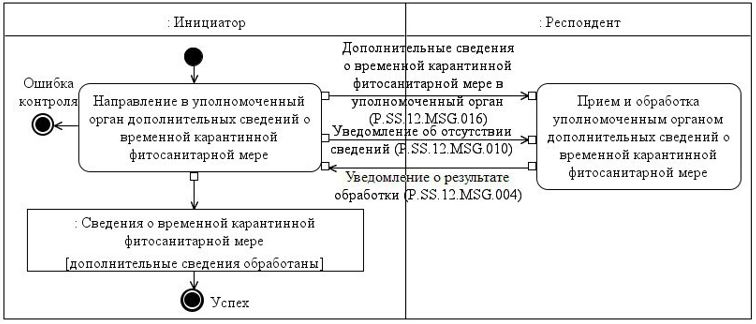 : Инициатор
: Респондент
Ошибка
контроля
Направление в уполномоченный
орган дополнительных сведений о
временной карантинной
фитосанитарной мере
Дополнительные сведения
о временной карантинной
фитосанитарной мере в
уполномоченный орган
(P.SS.12.MSG.016)
Уведомление об отсутствии
сведений (P.SS.12.MSG.010)
Уведомление о результате
обработки (P.SS.12.MSG.004)
Прием и обработка
уполномоченным органом
дополнительных сведений о
временной карантинной
фитосанитарной мере
: Сведения о временной карантинной
фитосанитарной мере
[дополнительные сведения обработаны]
Успех